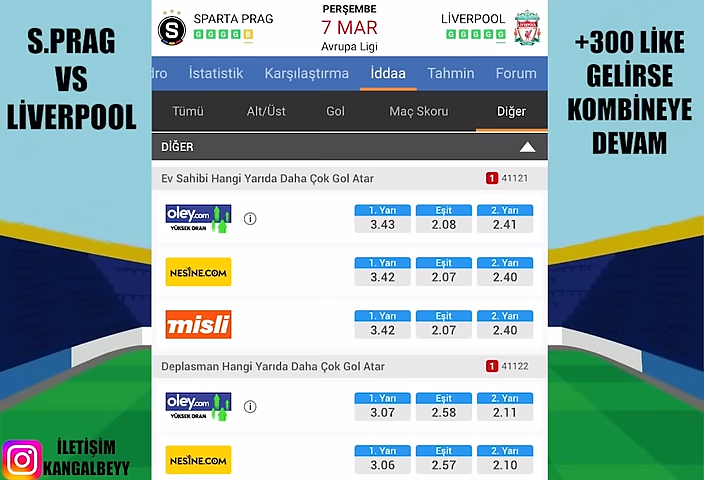 S.PRAG
VS
LİVERPOOL
SPARTA PRAG
G G G G B
PERŞEMBE
7 MAR
Avrupa Ligi
LİVERPOOL
G G G G G
dro İstatistik Karşılaştırma İddaa Tahmin Forum
Tümü Alt/Üst Gol Maç Skoru Diğer
DİĞER
Ev Sahibi Hangi Yarıda Daha Çok Gol Atar 1 41121
oley.com
YÜKSEK ORAN
1. Yarı Eşit 2. Yarı
3.43 2.08 2.41
NESİNE.COM
1. Yarı Eşit 2. Yarı
3.42 2.07 2.40
misli
1. Yarı Eşit 2. Yarı
3.42 2.07 2.40
Deplasman Hangi Yarıda Daha Çok Gol Atar 1 41122
oley.com
YÜKSEK ORAN
1. Yarı Eşit 2. Yarı
3.07 2.58 2.11
NESİNE.COM
1. Yarı Eşit 2. Yarı
3.06 2.57 2.10
+300 LİKE
GELİRSE
KOMBİNEYE
DEVAM
İLETİŞİM
KANGALBEYY